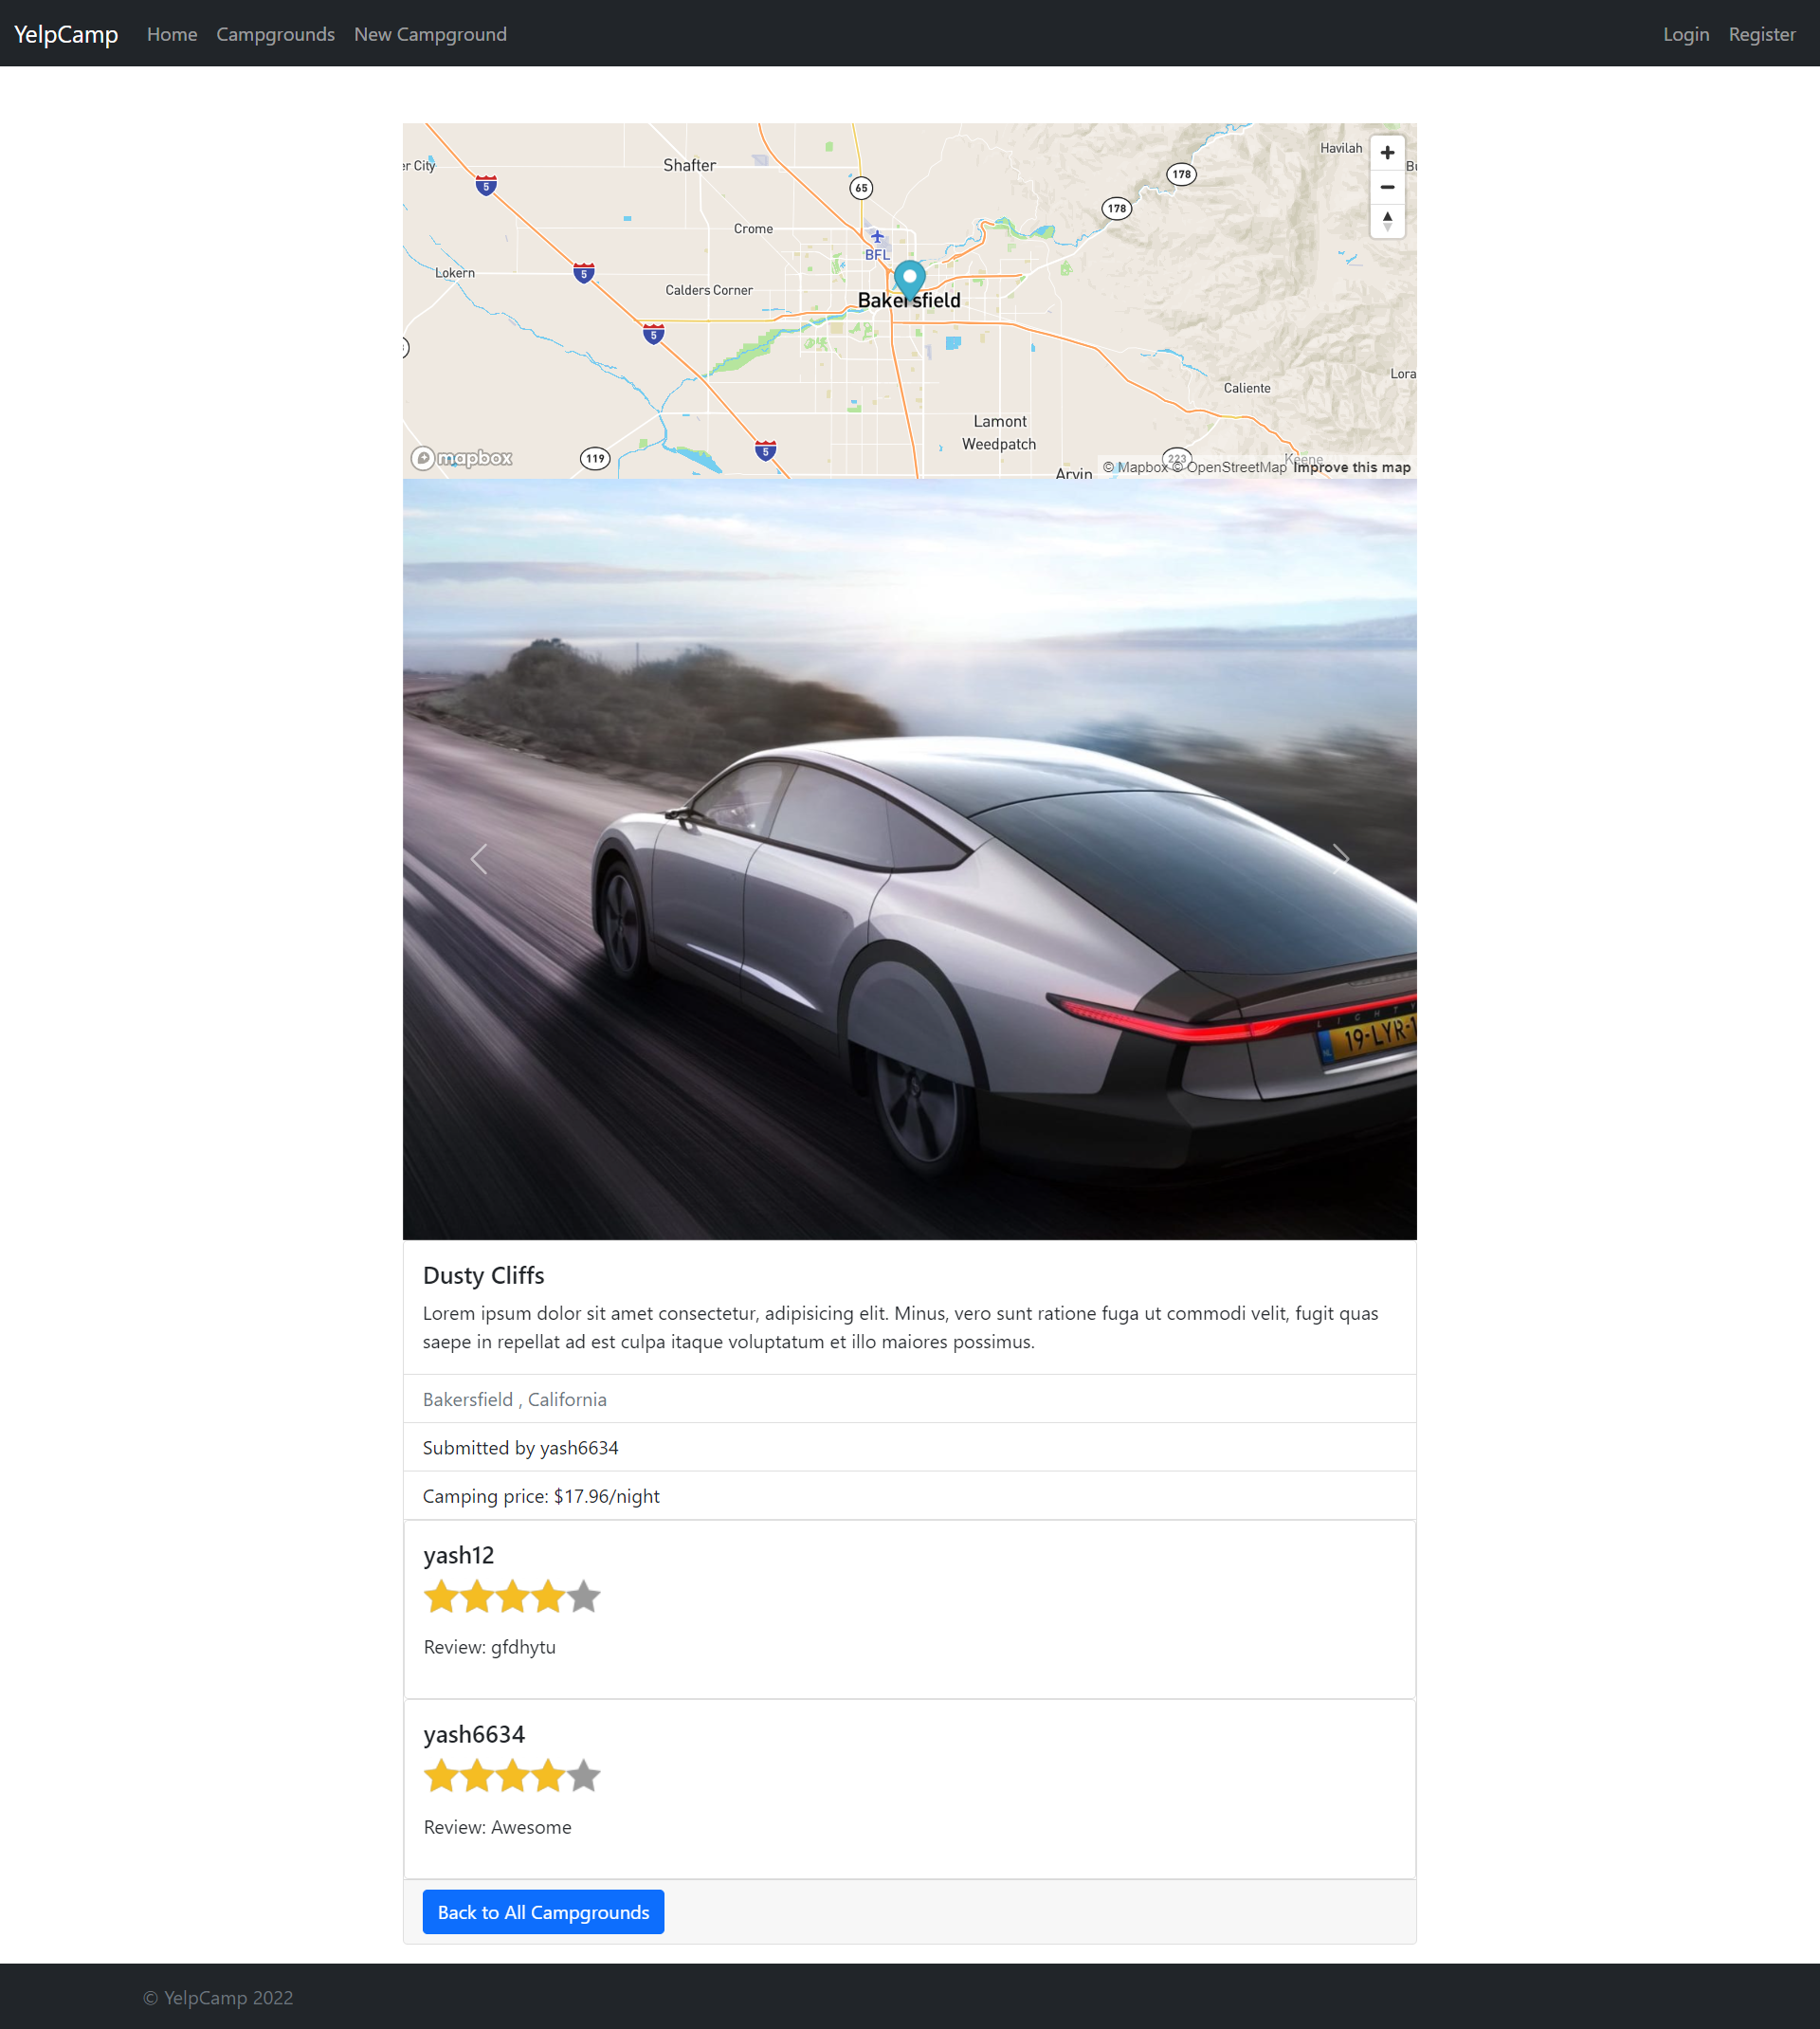 YelpCamp Home Campgrounds New Campground Login Register
Havilah
er City
Shafter
5
65
178
178
Crome
BFL
Lokern
5
Calders Corner
Bakersfield
5
Caliente
Lora
Lamont
Weedpatch
5
119
mapbox
223
Keene
Arvin
© Mapbox © OpenStreetMap Improve this map
LIGHTY
19-LYR-1
NL
Dusty Cliffs
Lorem ipsum dolor sit amet consectetur, adipisicing elit. Minus, vero sunt ratione fuga ut commodi velit, fugit quas
saepe in repellat ad est culpa itaque voluptatum et illo maiores possimus.
Bakersfield , California
Submitted by yash6634
Camping price: $17.96/night
yash12
Review: gfdhytu
yash6634
Review: Awesome
Back to All Campgrounds
© YelpCamp 2022